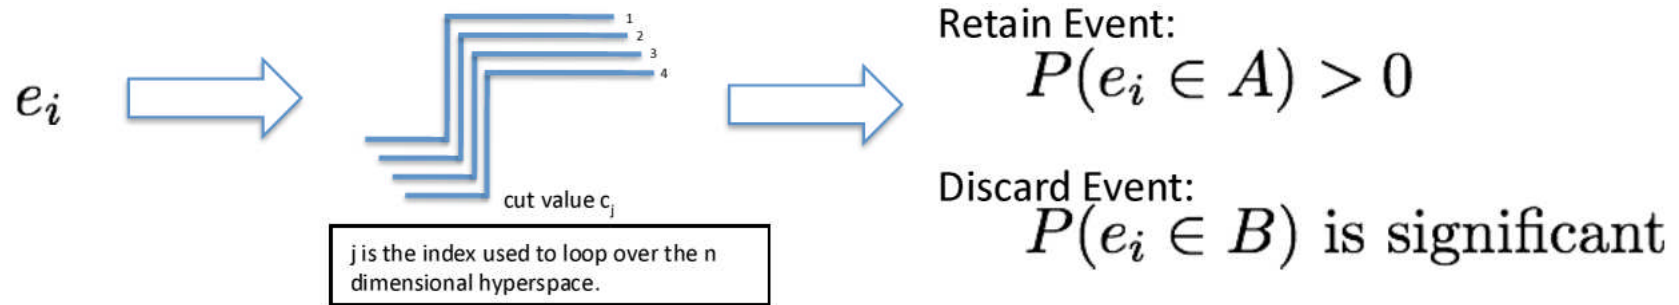 e_i
1
2
3
4
cut value c_j
j is the index used to loop over the n
dimensional hyperspace.
Retain Event:
P(e_i ∈ A) > 0
Discard Event:
P(e_i ∈ B) is significant